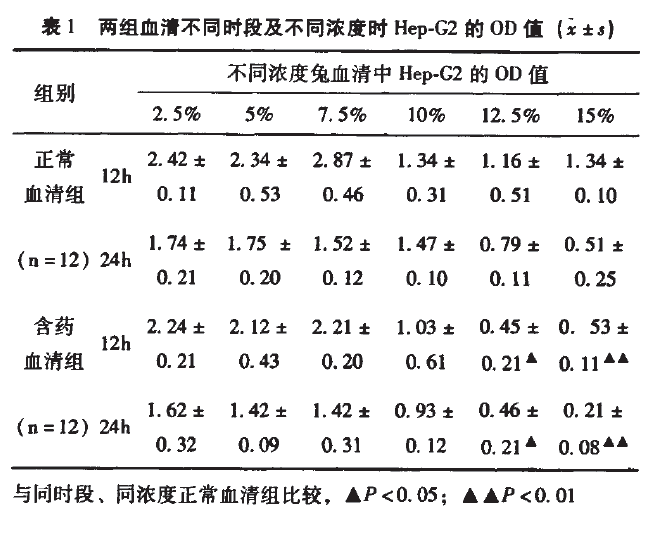 表1 两组血清不同时段及不同浓度时 Hep-G2 的 OD 值 (x̄±s)
组别 不同浓度兔血清中 Hep-G2 的 OD 值
2.5% 5% 7.5% 10% 12.5% 15%
正常 12h 2.42± 2.34± 2.87± 1.34± 1.16± 1.34±
血清组 0.11 0.53 0.46 0.31 0.51 0.10
(n=12) 24h 1.74± 1.75± 1.52± 1.47± 0.79± 0.51±
0.21 0.20 0.12 0.10 0.11 0.25
含药 12h 2.24± 2.12± 2.21± 1.03± 0.45± 0.53±
血清组 0.21 0.43 0.20 0.61 0.21▲ 0.11▲▲
(n=12) 24h 1.62± 1.42± 1.42± 0.93± 0.46± 0.21±
0.32 0.09 0.31 0.12 0.21▲ 0.08▲▲
与同时段、同浓度正常血清组比较，▲P<0.05；▲▲P<0.01